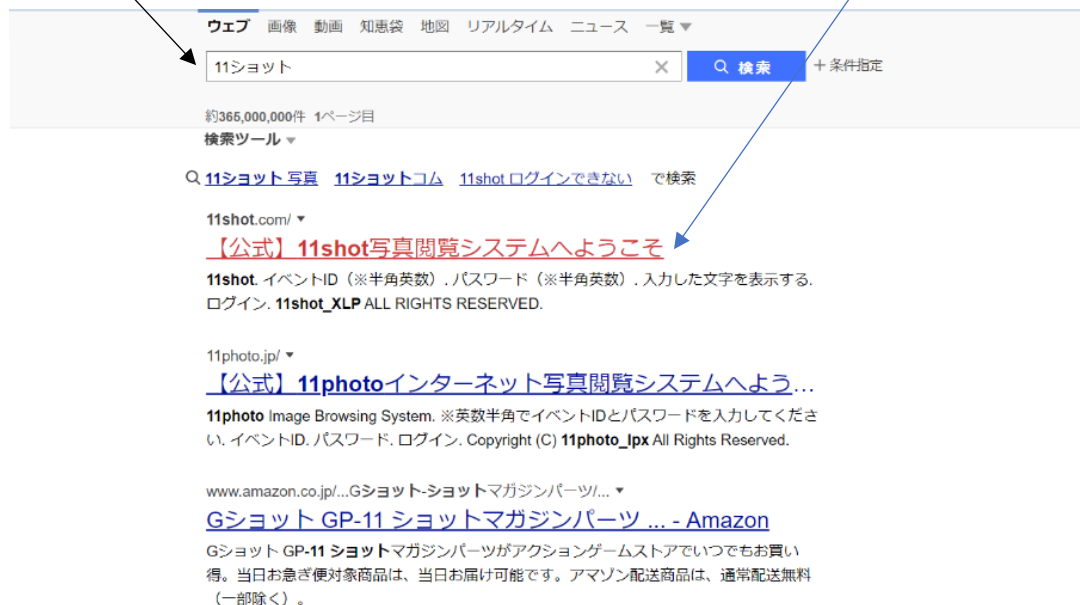 ウェブ 画像 動画 知恵袋 地図 リアルタイム ニュース 一覧 ▼
11ショット × 検索 +条件指定
約365,000,000件 1ページ目
検索ツール ▼
11ショット 写真 11ショットコム 11shot ログインできない で検索
11shot.com/ ▼
【公式】11shot写真閲覧システムへようこそ
11shot. イベントID（※半角英数）. パスワード（※半角英数）. 入力した文字を表示する.
ログイン. 11shot_XLP ALL RIGHTS RESERVED.
11photo.jp/ ▼
【公式】11photoインターネット写真閲覧システムへよう...
11photo Image Browsing System. ※英数半角でイベントIDとパスワードを入力してくださ
い. イベントID. パスワード. ログイン. Copyright (C) 11photo_lpx All Rights Reserved.
www.amazon.co.jp/...Gショット-ショットマガジンパーツ/... ▼
Gショット GP-11 ショットマガジンパーツ ... - Amazon
Gショット GP-11 ショットマガジンパーツがアクションゲームストアでいつでもお買い
得。当日お急ぎ便対象商品は、当日お届け可能です。アマゾン配送商品は、通常配送無料
（一部除く）。